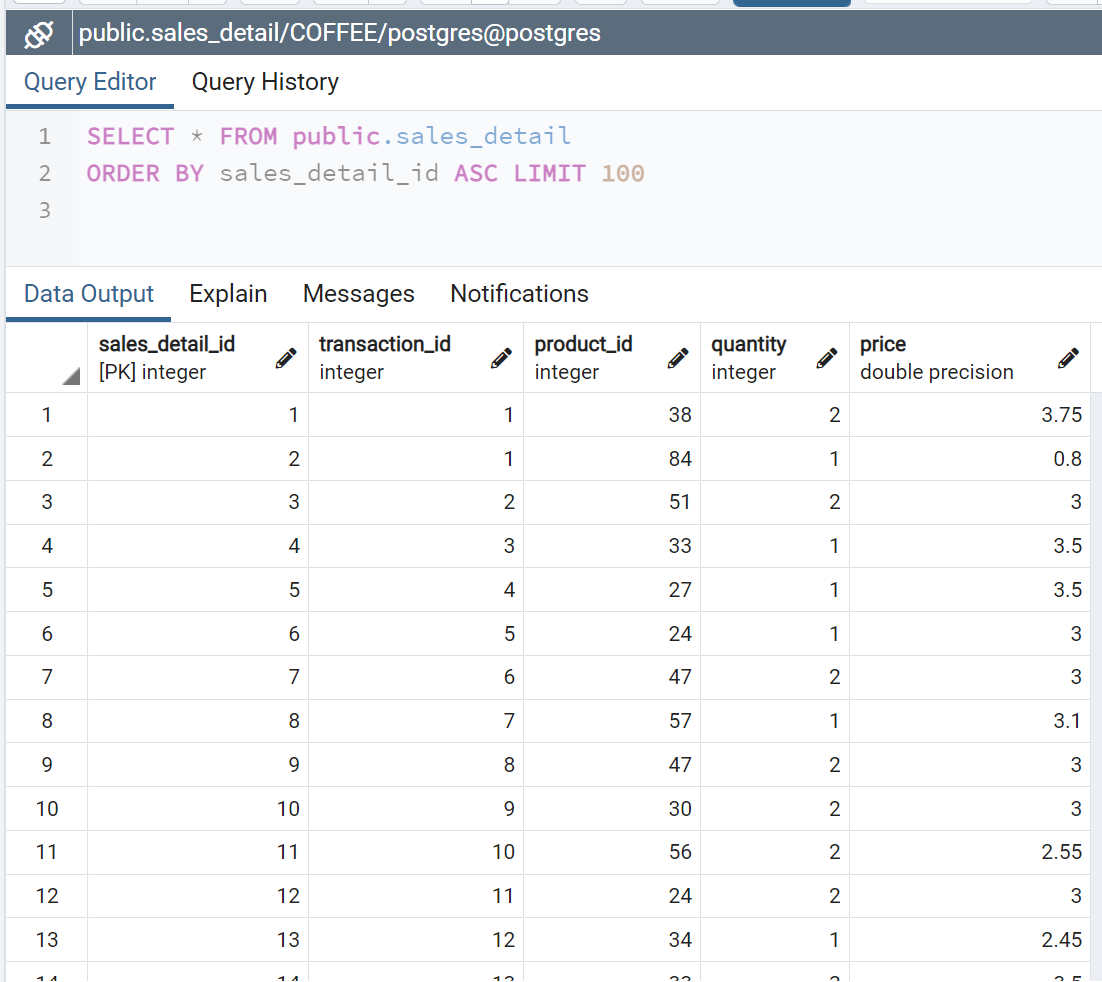 public.sales_detail/COFFEE/postgres@postgres
Query Editor Query History
1 SELECT * FROM public.sales_detail
2 ORDER BY sales_detail_id ASC LIMIT 100
3
Data Output Explain Messages Notifications
sales_detail_id transaction_id product_id quantity price
[PK] integer integer integer integer double precision
1 1 1 38 2 3.75
2 2 1 84 1 0.8
3 3 2 51 2 3
4 4 3 33 1 3.5
5 5 4 27 1 3.5
6 6 5 24 1 3
7 7 6 47 2 3
8 8 7 57 1 3.1
9 9 8 47 2 3
10 10 9 30 2 3
11 11 10 56 2 2.55
12 12 11 24 2 3
13 13 12 34 1 2.45